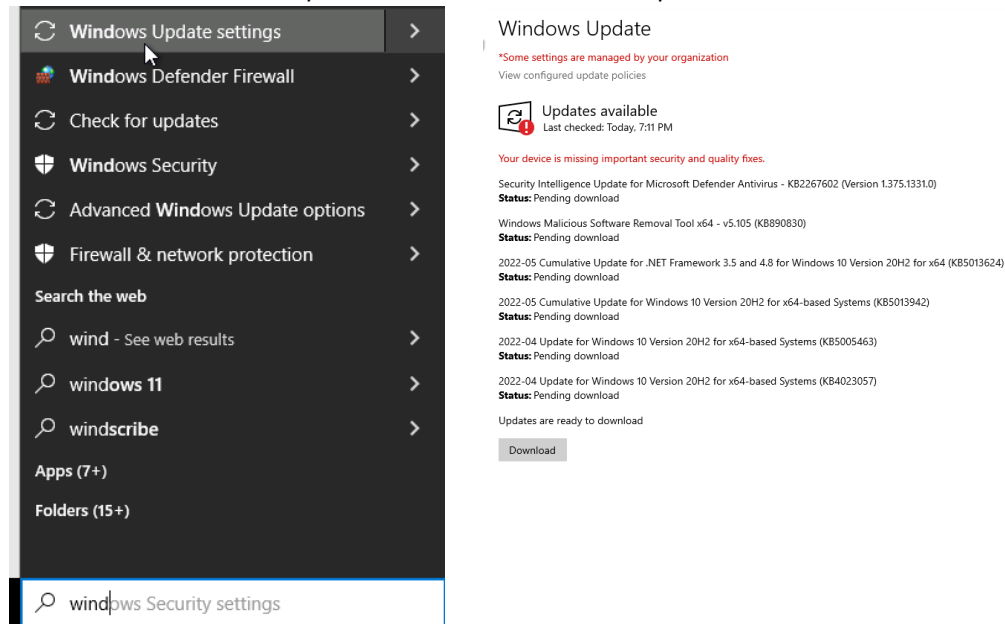 Windows Update settings
Windows Defender Firewall
Check for updates
Windows Security
Advanced Windows Update options
Firewall & network protection
Search the web
wind - See web results
windows 11
windscribe
Apps (7+)
Folders (15+)
windows Security settings
Windows Update
*Some settings are managed by your organization
View configured update policies
Updates available
Last checked: Today, 7:11 PM
Your device is missing important security and quality fixes.
Security Intelligence Update for Microsoft Defender Antivirus - KB2267602 (Version 1.375.1331.0)
Status: Pending download
Windows Malicious Software Removal Tool x64 - v5.105 (KB890830)
Status: Pending download
2022-05 Cumulative Update for .NET Framework 3.5 and 4.8 for Windows 10 Version 20H2 for x64 (KB5013624)
Status: Pending download
2022-05 Cumulative Update for Windows 10 Version 20H2 for x64-based Systems (KB5013942)
Status: Pending download
2022-04 Update for Windows 10 Version 20H2 for x64-based Systems (KB5005463)
Status: Pending download
2022-04 Update for Windows 10 Version 20H2 for x64-based Systems (KB4023057)
Status: Pending download
Updates are ready to download
Download